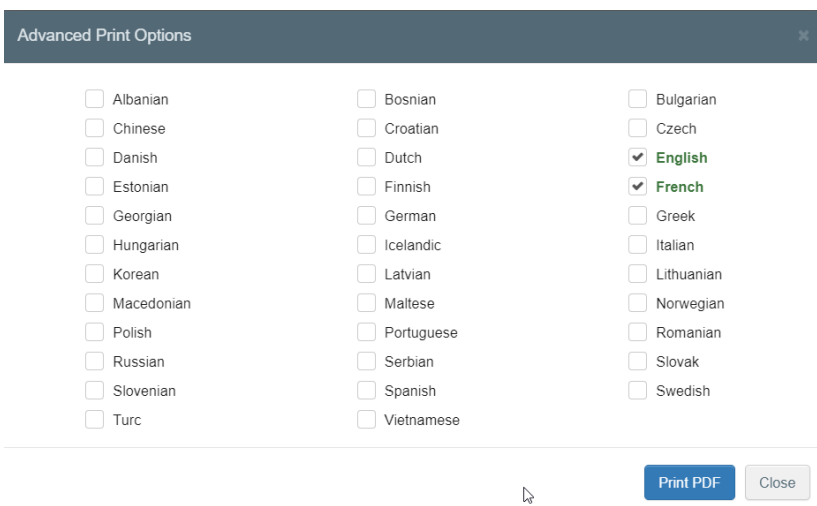 Advanced Print Options
Albanian Bosnian Bulgarian
Chinese Croatian Czech
Danish Dutch English
Estonian Finnish French
Georgian German Greek
Hungarian Icelandic Italian
Korean Latvian Lithuanian
Macedonian Maltese Norwegian
Polish Portuguese Romanian
Russian Serbian Slovak
Slovenian Spanish Swedish
Turc Vietnamese
Print PDF Close